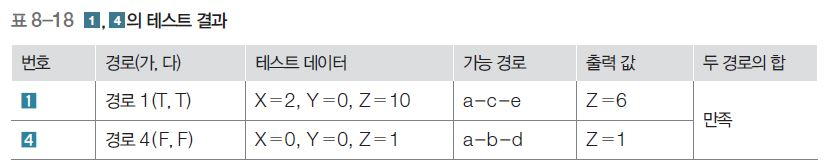 표 8-18 1, 4의 테스트 결과
번호 경로(가, 다) 테스트 데이터 가능 경로 출력 값 두 경로의 합
1 경로 1(T, T) X=2, Y=0, Z=10 a-c-e Z=6
만족
4 경로 4(F, F) X=0, Y=0, Z=1 a-b-d Z=1